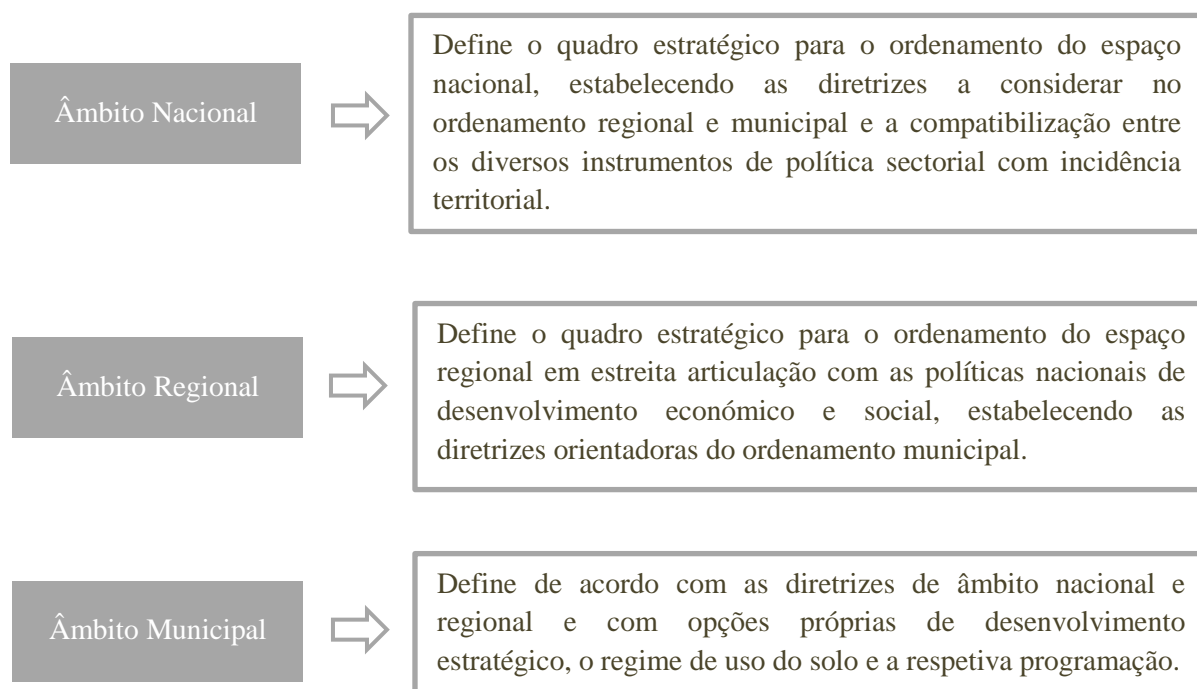 Âmbito Nacional
Define o quadro estratégico para o ordenamento do espaço
nacional, estabelecendo as diretrizes a considerar no
ordenamento regional e municipal e a compatibilização entre
os diversos instrumentos de política sectorial com incidência
territorial.
Âmbito Regional
Define o quadro estratégico para o ordenamento do espaço
regional em estreita articulação com as políticas nacionais de
desenvolvimento económico e social, estabelecendo as
diretrizes orientadoras do ordenamento municipal.
Âmbito Municipal
Define de acordo com as diretrizes de âmbito nacional e
regional e com opções próprias de desenvolvimento
estratégico, o regime de uso do solo e a respetiva programação.